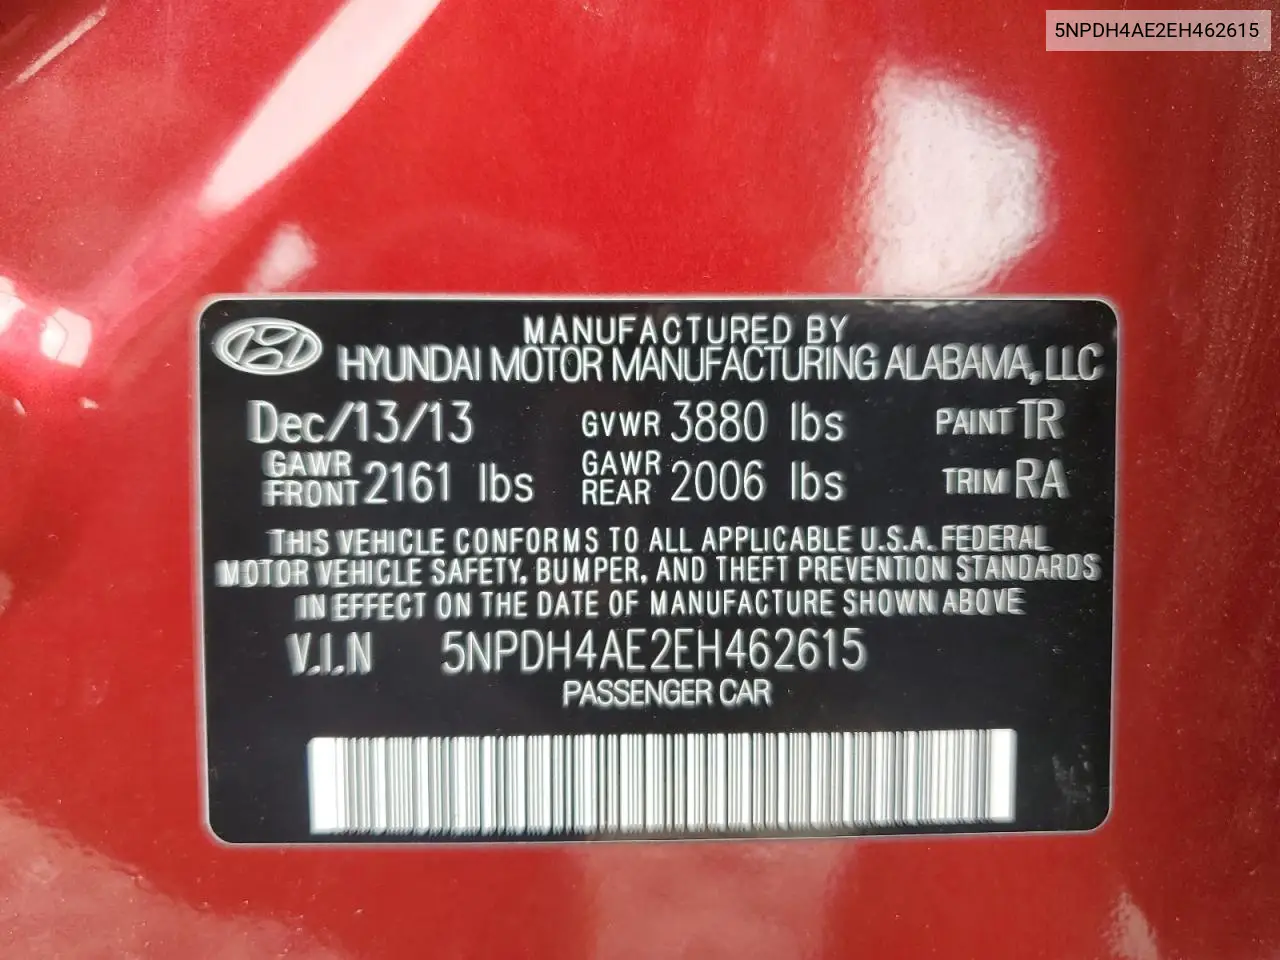 5NPDH4AE2EH462615
MANUFACTURED BY
HYUNDAI MOTOR MANUFACTURING ALABAMA, LLC
Dec/13/13 GVWR 3880 lbs PAINT TR
GAWR FRONT 2161 lbs GAWR REAR 2006 lbs TRIM RA
THIS VEHICLE CONFORMS TO ALL APPLICABLE U.S.A. FEDERAL
MOTOR VEHICLE SAFETY, BUMPER, AND THEFT PREVENTION STANDARDS
IN EFFECT ON THE DATE OF MANUFACTURE SHOWN ABOVE
V.I.N 5NPDH4AE2EH462615
PASSENGER CAR